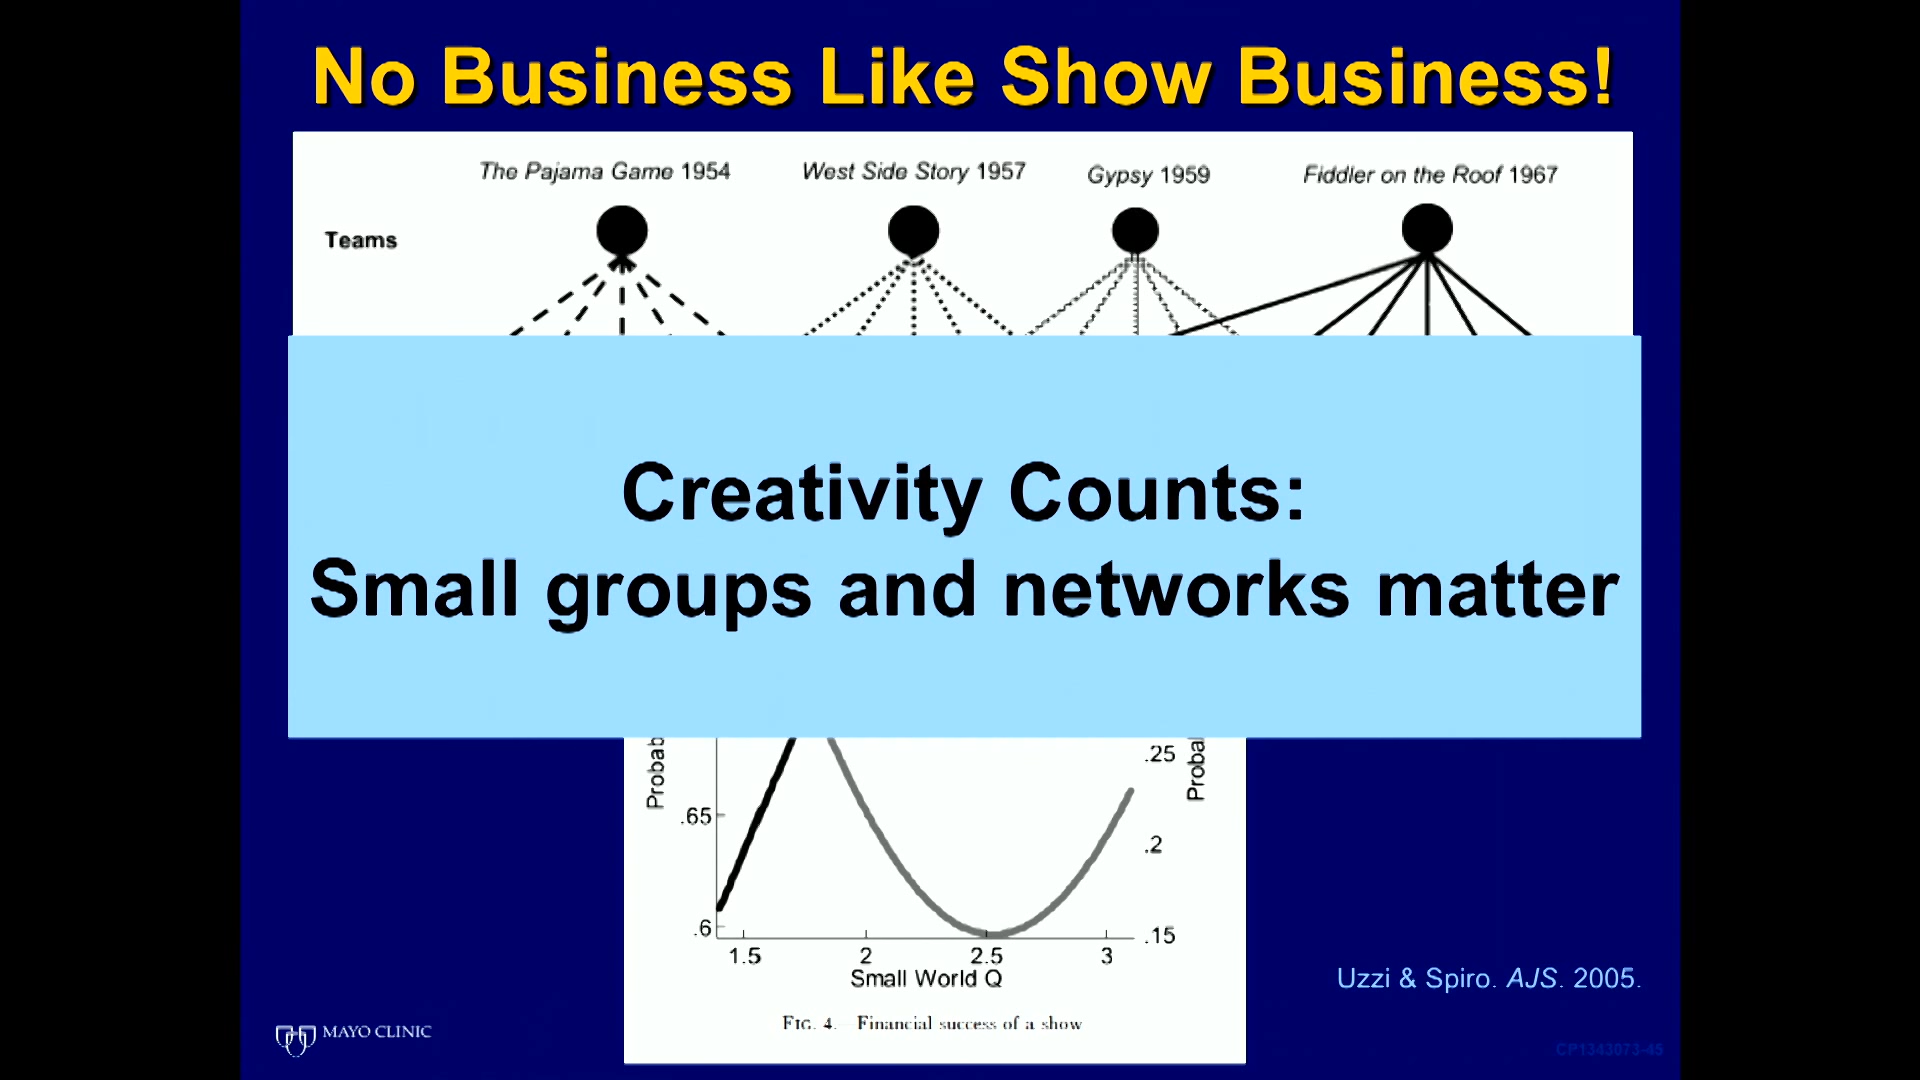 No Business Like Show Business!
The Pajama Game 1954
West Side Story 1957
Gypsy 1959
Fiddler on the Roof 1967
Teams
Creativity Counts:
Small groups and networks matter
.25
.65
.2
.6
.15
1.5 2 2.5 3
Small World Q
Uzzi & Spiro. AJS. 2005.
FIG. 4. Financial success of a show
MAYO CLINIC
CP1343073-45